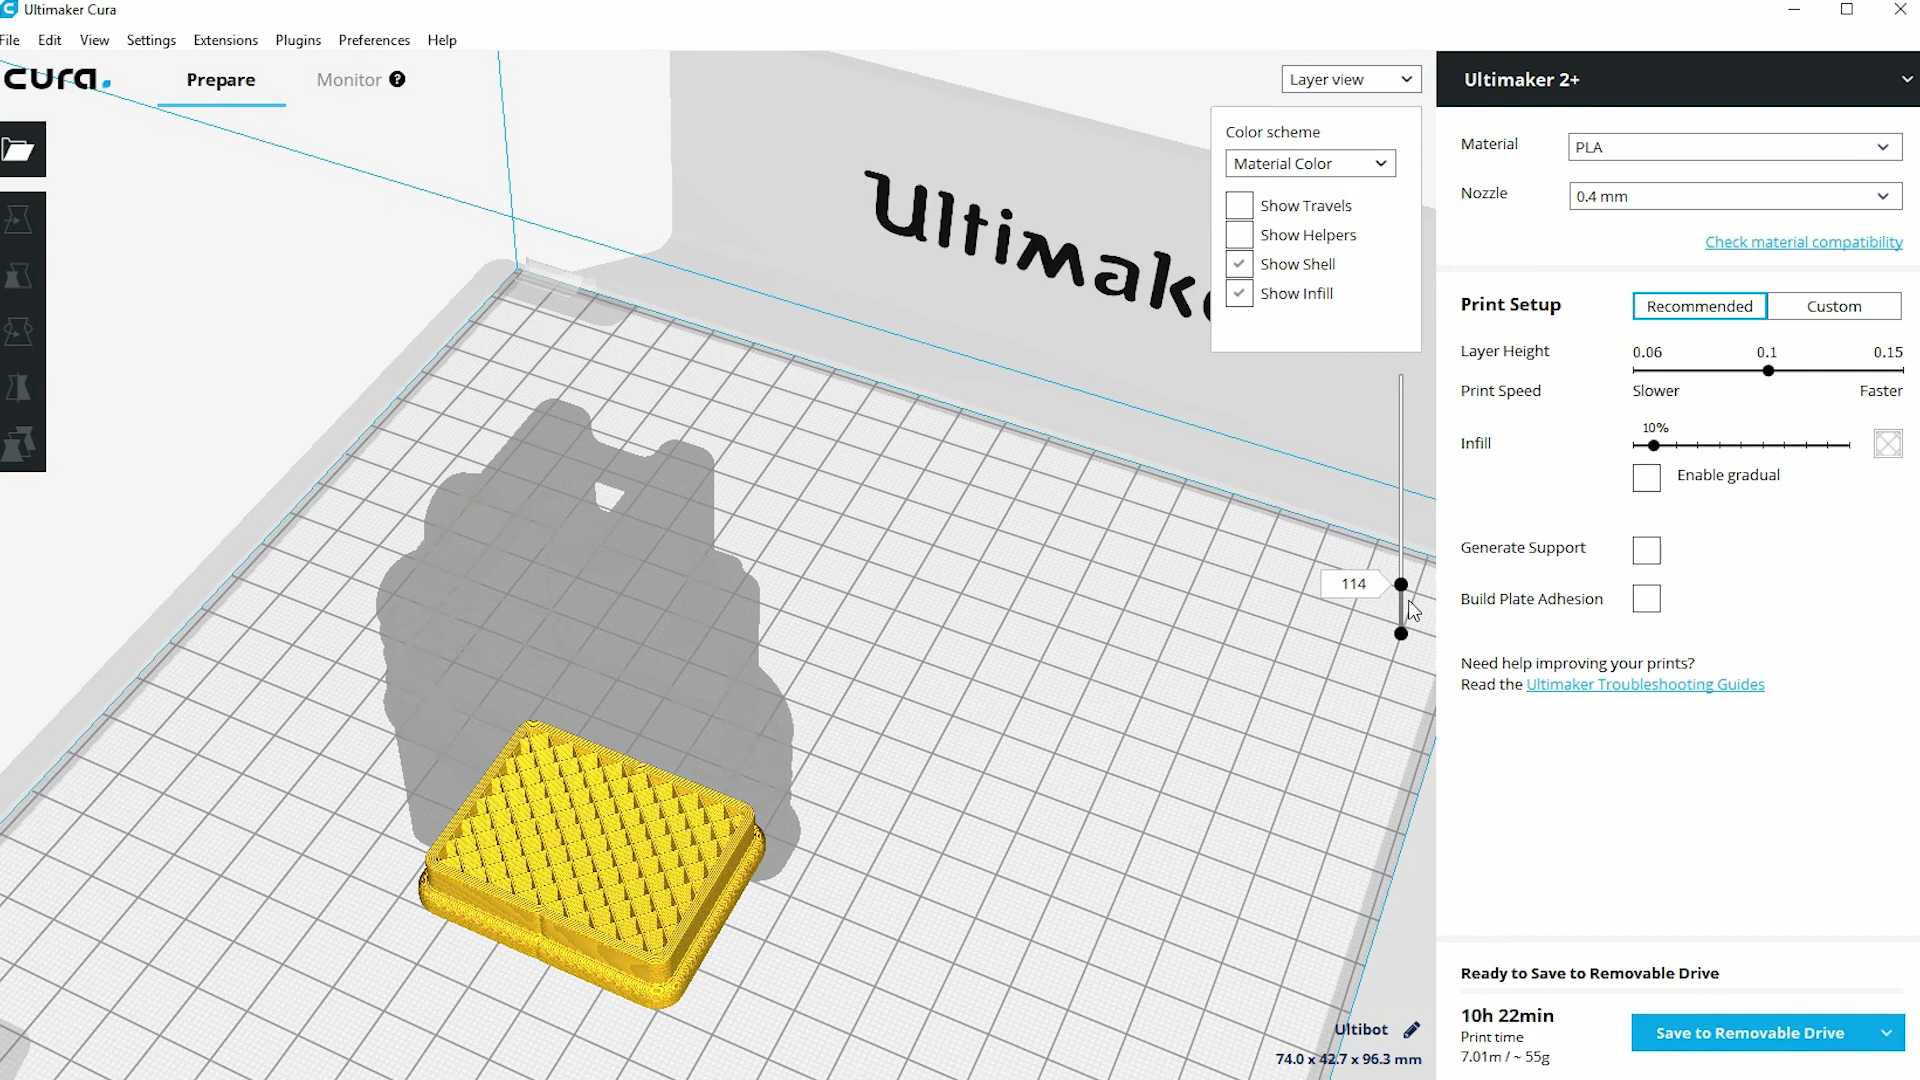 Ultimaker Cura
File Edit View Settings Extensions Plugins Preferences Help
cura.
Prepare
Monitor ?
Layer view
Color scheme
Material Color
Show Travels
Show Helpers
Show Shell
Show Infill
Ultimake
114
Ultibot
74.0 x 42.7 x 96.3 mm
Ultimaker 2+
Material PLA
Nozzle 0.4 mm
Check material compatibility
Print Setup Recommended Custom
Layer Height 0.06 0.1 0.15
Print Speed Slower Faster
10%
Infill
Enable gradual
Generate Support
Build Plate Adhesion
Need help improving your prints?
Read the Ultimaker Troubleshooting Guides
Ready to Save to Removable Drive
10h 22min
Print time
7.01m / ~ 55g
Save to Removable Drive